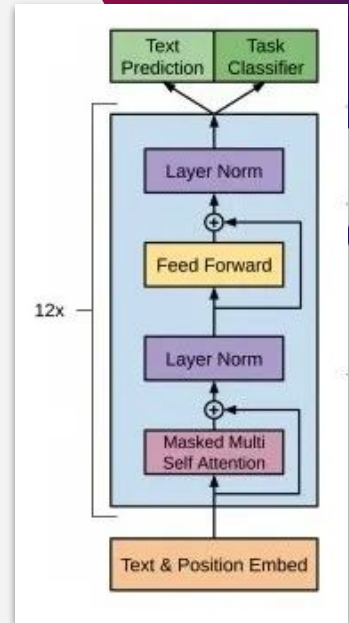 Text
Prediction
Task
Classifier
Layer Norm
Feed Forward
12x
Layer Norm
Masked Multi
Self Attention
Text & Position Embed